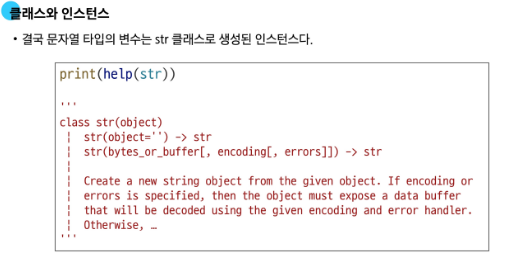 클래스와 인스턴스
• 결국 문자열 타입의 변수는 str 클래스로 생성된 인스턴스다.
print(help(str))
'''
class str(object)
 |  str(object='') -> str
 |  str(bytes_or_buffer[, encoding[, errors]]) -> str
 |
 |  Create a new string object from the given object. If encoding or
 |  errors is specified, then the object must expose a data buffer
 |  that will be decoded using the given encoding and error handler.
 |  Otherwise, …
'''